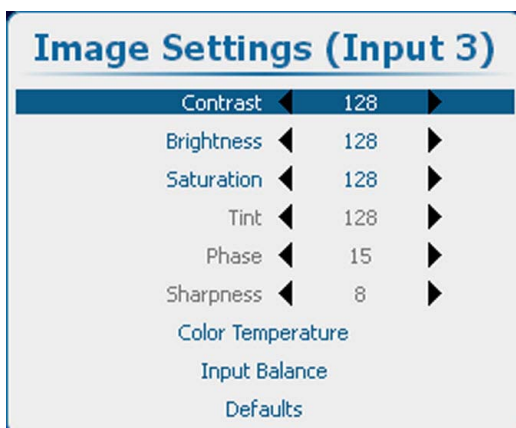 Image Settings (Input 3)
Contrast 128
Brightness 128
Saturation 128
Tint 128
Phase 15
Sharpness 8
Color Temperature
Input Balance
Defaults